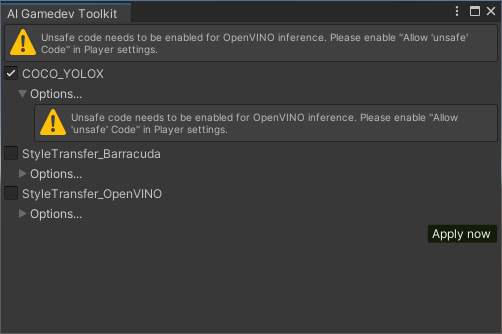 AI Gamedev Toolkit
Unsafe code needs to be enabled for OpenVINO inference. Please enable "Allow 'unsafe'
Code" in Player settings.
COCO_YOLOX
Options...
Unsafe code needs to be enabled for OpenVINO inference. Please enable "Allow
'unsafe' Code" in Player settings.
StyleTransfer_Barracuda
Options...
StyleTransfer_OpenVINO
Options...
Apply now